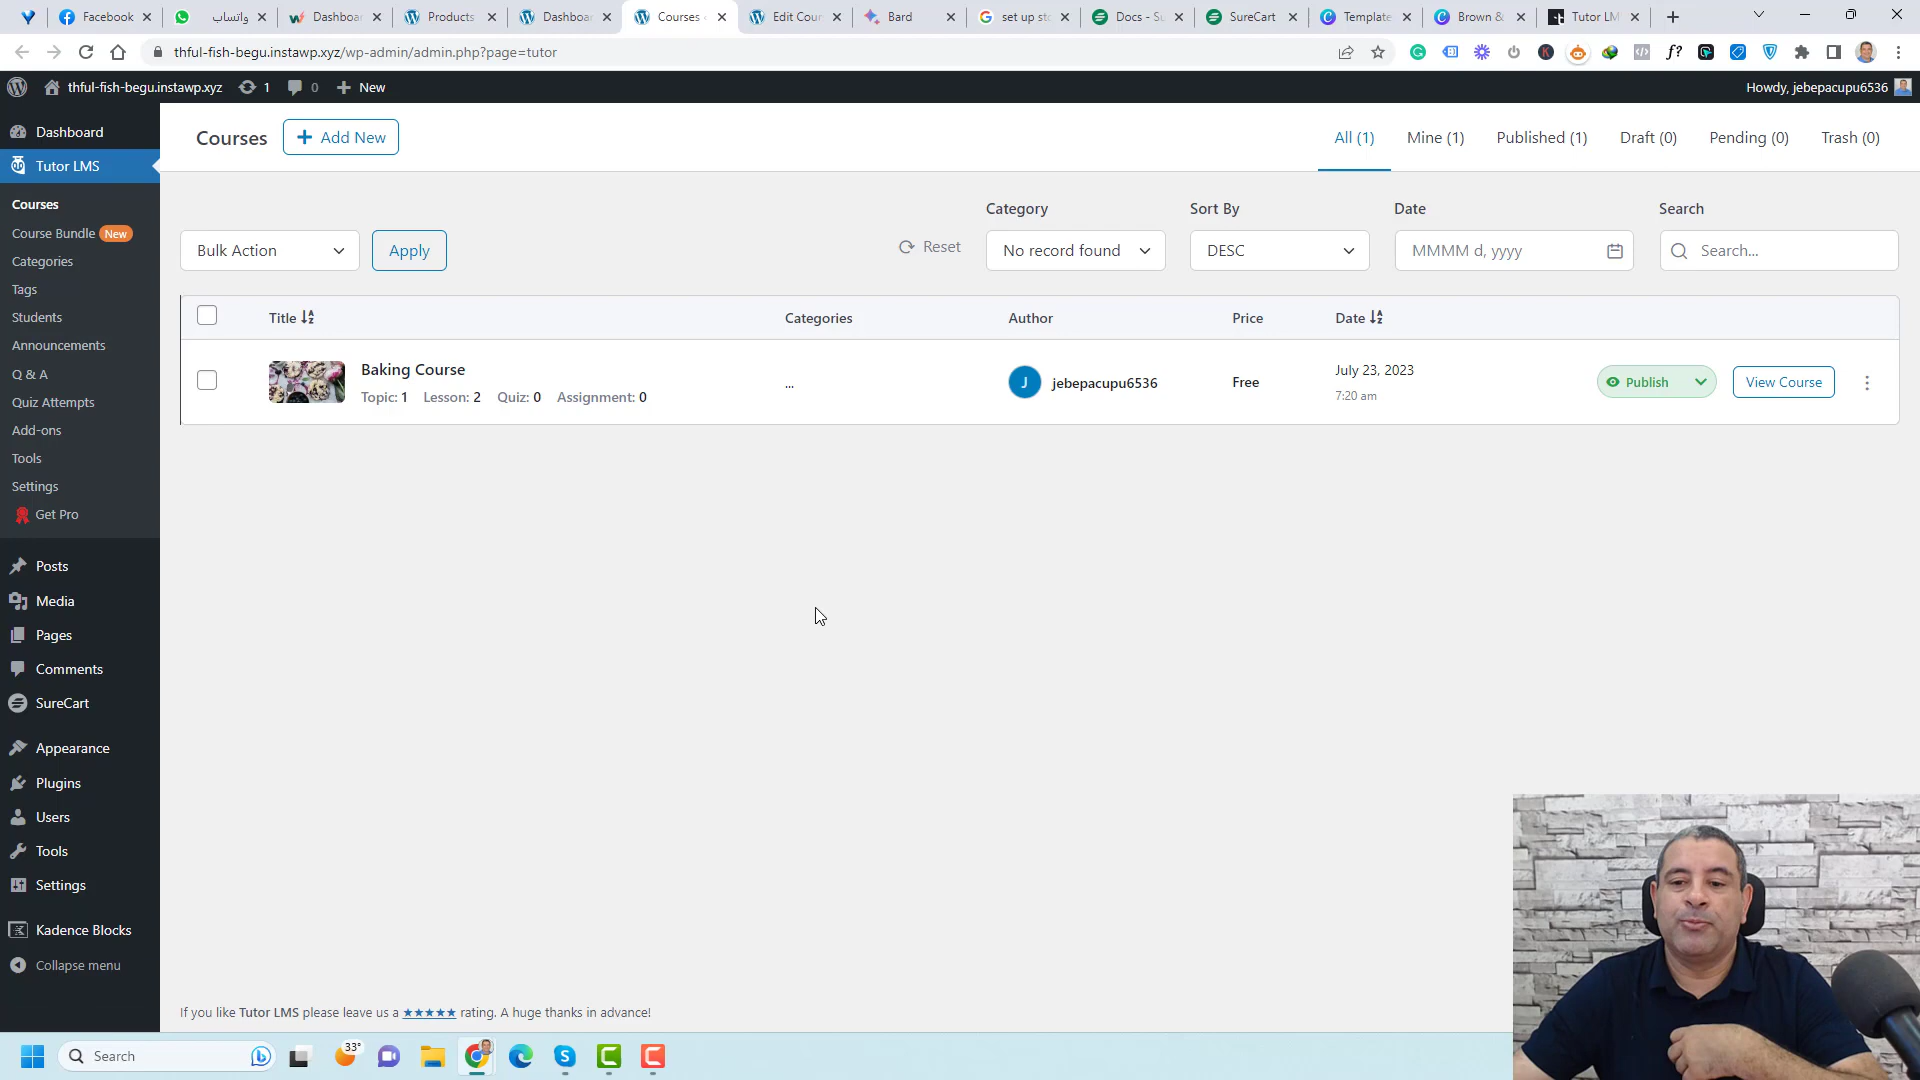 Facebook
واتساب
Dashboar
Products
Dashboar
Courses
Edit Cour
Bard
set up sto
Docs - Su
SureCart
Template
Brown &
Tutor LM
thful-fish-begu.instawp.xyz/wp-admin/admin.php?page=tutor
thful-fish-begu.instawp.xyz
1
0
New
Howdy, jebepacupu6536
Dashboard
Tutor LMS
Courses
Course Bundle New
Categories
Tags
Students
Announcements
Q & A
Quiz Attempts
Add-ons
Tools
Settings
Get Pro
Posts
Media
Pages
Comments
SureCart
Appearance
Plugins
Users
Tools
Settings
Kadence Blocks
Collapse menu
Courses
+ Add New
All (1)
Mine (1)
Published (1)
Draft (0)
Pending (0)
Trash (0)
Category
Sort By
Date
Search
Bulk Action
Apply
Reset
No record found
DESC
MMMM d, yyyy
Search...
Title
Categories
Author
Price
Date
Baking Course
Topic: 1 Lesson: 2 Quiz: 0 Assignment: 0
...
J
jebepacupu6536
Free
July 23, 2023
7:20 am
Publish
View Course
If you like Tutor LMS please leave us a ★★★★★ rating. A huge thanks in advance!
Search
33°